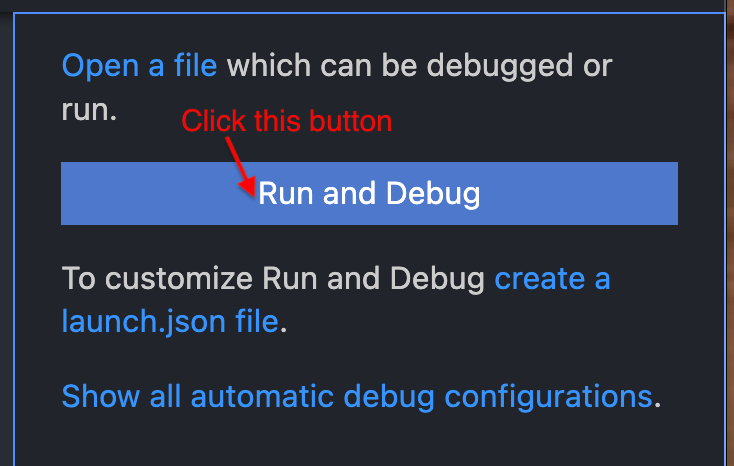 Open a file which can be debugged or
run.
Click this button
Run and Debug
To customize Run and Debug create a
launch.json file.
Show all automatic debug configurations.